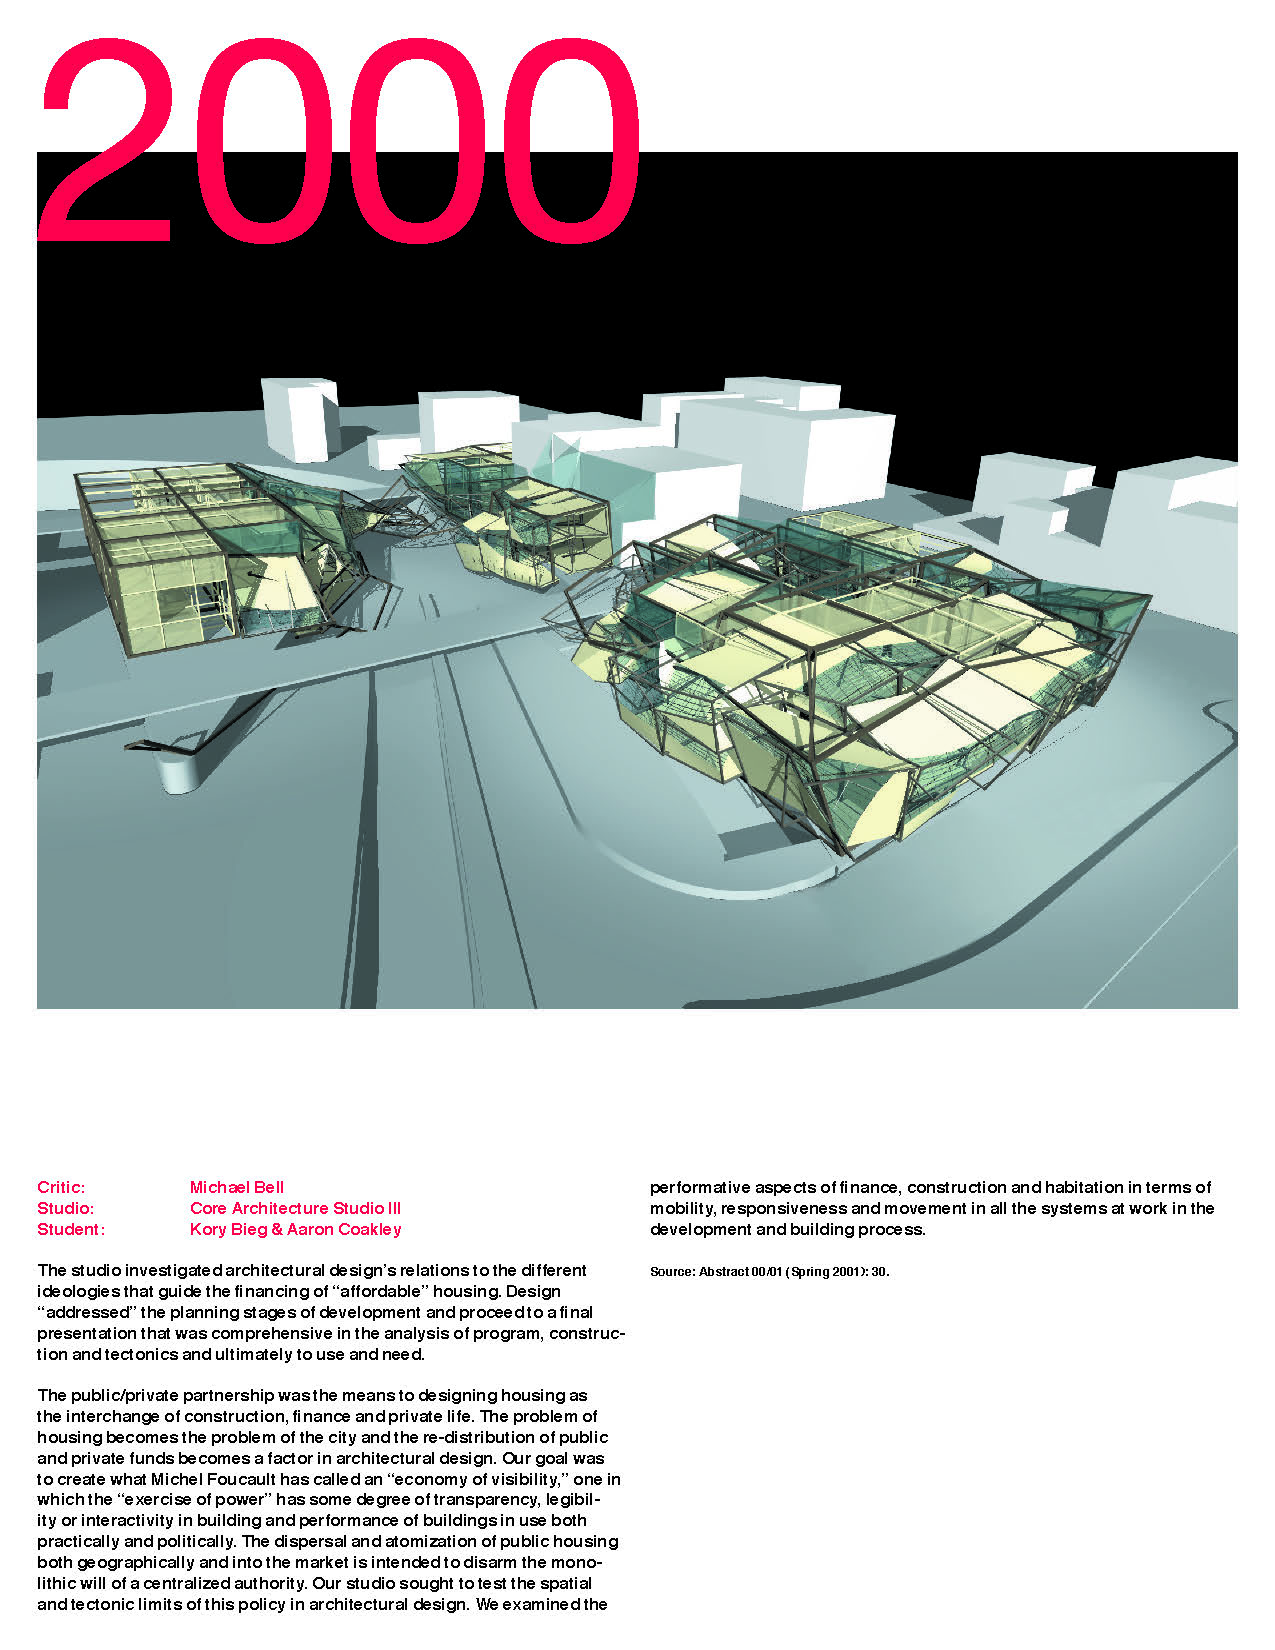 2000
Critic: Michael Bell
Studio: Core Architecture Studio III
Student: Kory Bieg & Aaron Coakley
The studio investigated architectural design’s relations to the different
ideologies that guide the financing of “affordable” housing. Design
“addressed” the planning stages of development and proceed to a final
presentation that was comprehensive in the analysis of program, construc-
tion and tectonics and ultimately to use and need.
The public/private partnership was the means to designing housing as
the interchange of construction, finance and private life. The problem of
housing becomes the problem of the city and the re-distribution of public
and private funds becomes a factor in architectural design. Our goal was
to create what Michel Foucault has called an “economy of visibility,” one in
which the “exercise of power” has some degree of transparency, legibil-
ity or interactivity in building and performance of buildings in use both
practically and politically. The dispersal and atomization of public housing
both geographically and into the market is intended to disarm the mono-
lithic will of a centralized authority. Our studio sought to test the spatial
and tectonic limits of this policy in architectural design. We examined the
performative aspects of finance, construction and habitation in terms of
mobility, responsiveness and movement in all the systems at work in the
development and building process.
Source: Abstract 00/01 (Spring 2001): 30.